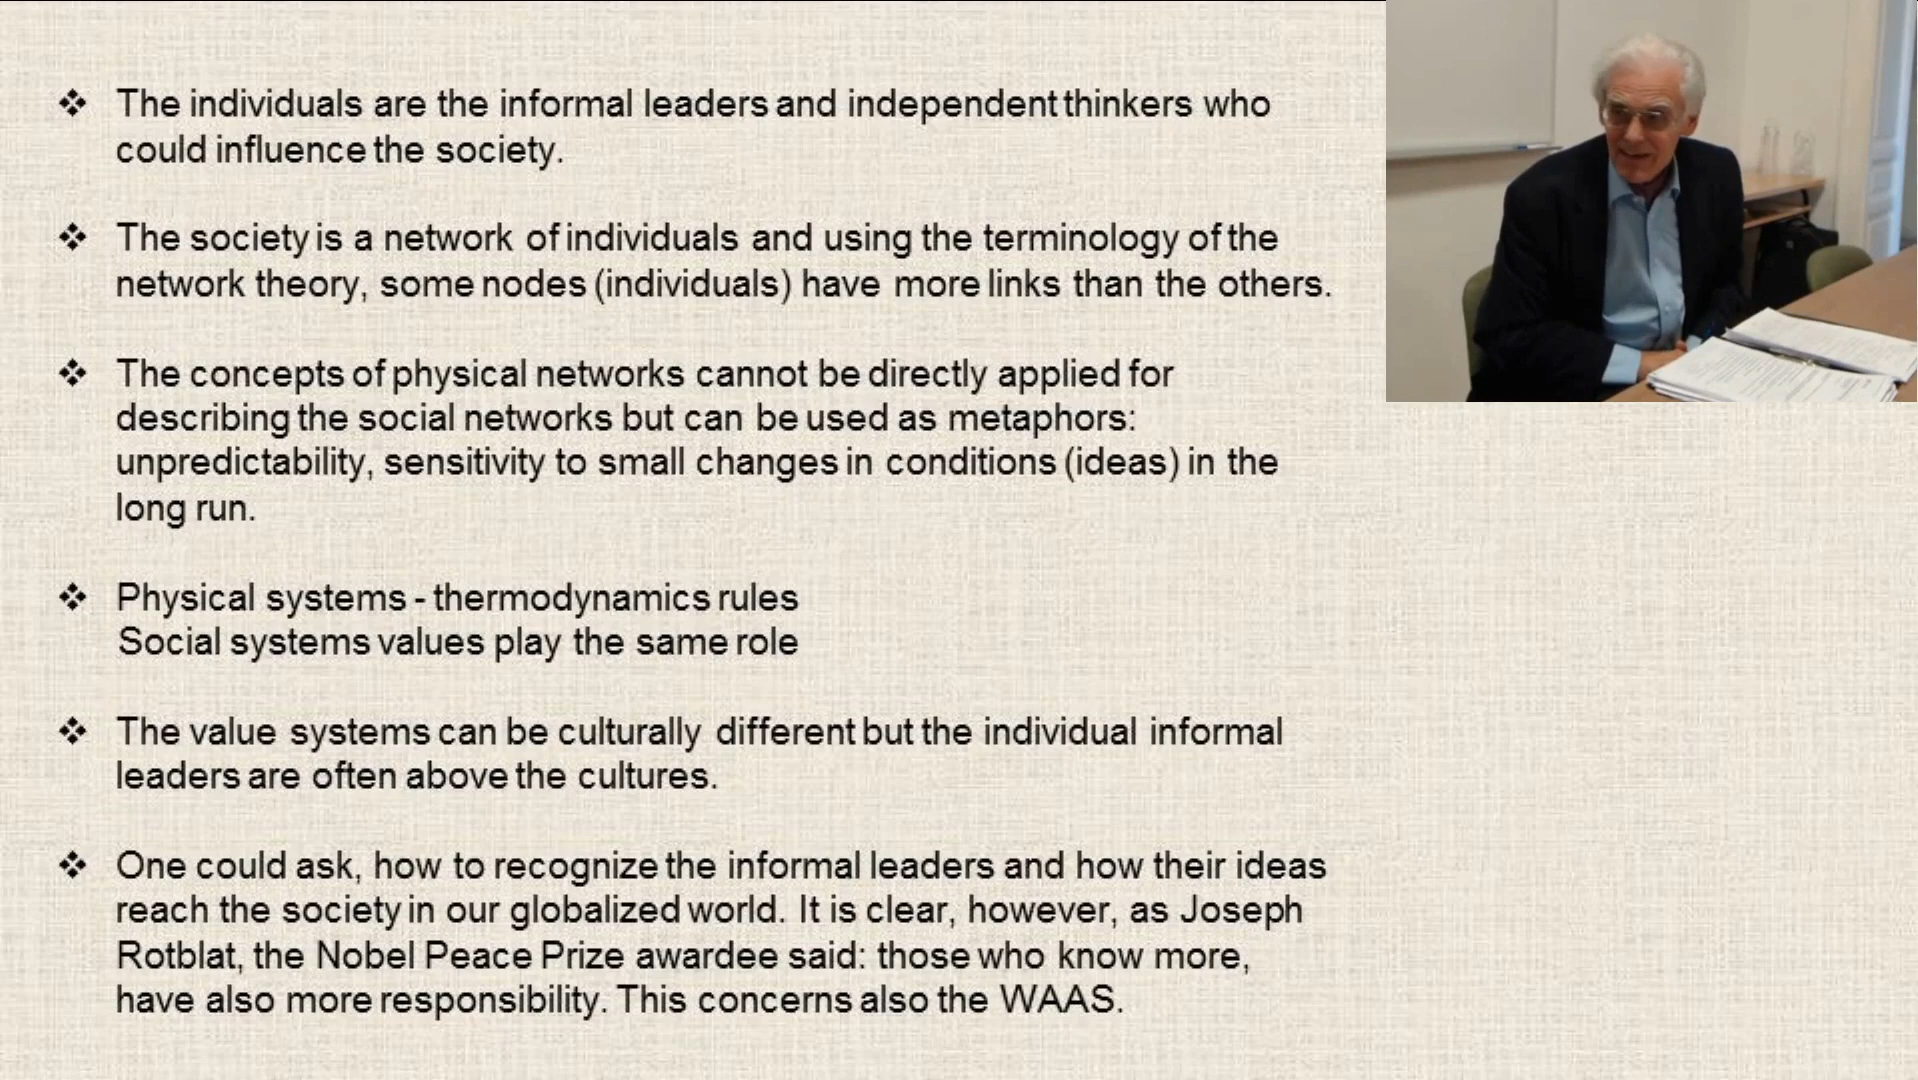 ❖ The individuals are the informal leaders and independent thinkers who
could influence the society.
❖ The society is a network of individuals and using the terminology of the
network theory, some nodes (individuals) have more links than the others.
❖ The concepts of physical networks cannot be directly applied for
describing the social networks but can be used as metaphors:
unpredictability, sensitivity to small changes in conditions (ideas) in the
long run.
❖ Physical systems - thermodynamics rules
Social systems values play the same role
❖ The value systems can be culturally different but the individual informal
leaders are often above the cultures.
❖ One could ask, how to recognize the informal leaders and how their ideas
reach the society in our globalized world. It is clear, however, as Joseph
Rotblat, the Nobel Peace Prize awardee said: those who know more,
have also more responsibility. This concerns also the WAAS.